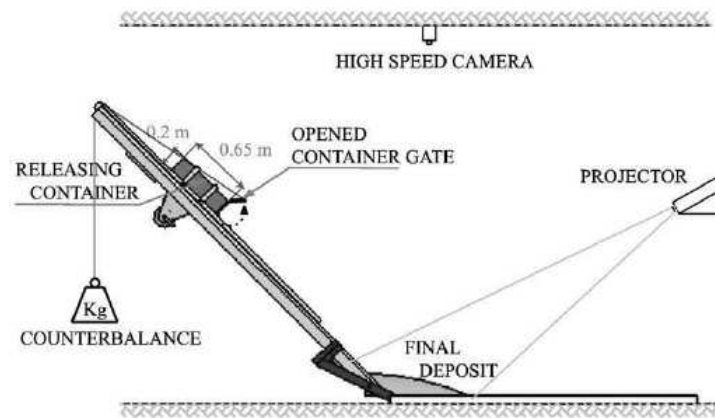 HIGH SPEED CAMERA
0.2 m
0.65 m
OPENED
CONTAINER GATE
RELEASING
CONTAINER
PROJECTOR
Kg
COUNTERBALANCE
FINAL
DEPOSIT